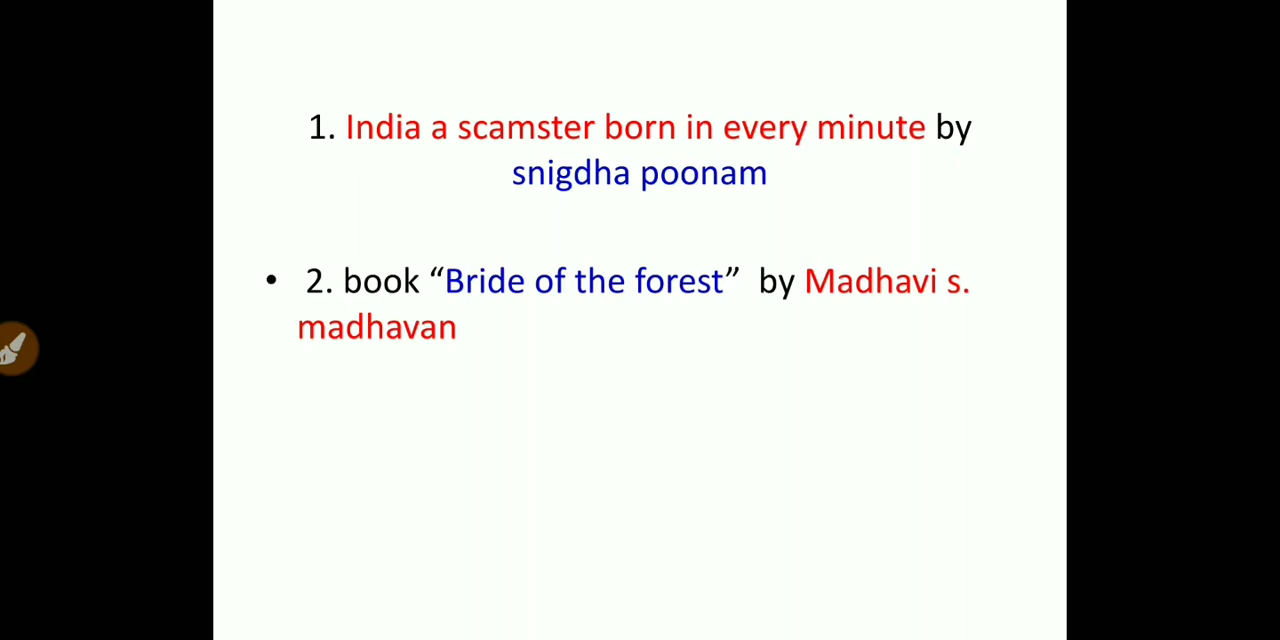 1. India a scamster born in every minute by
snigdha poonam
• 2. book “Bride of the forest”  by Madhavi s.
madhavan